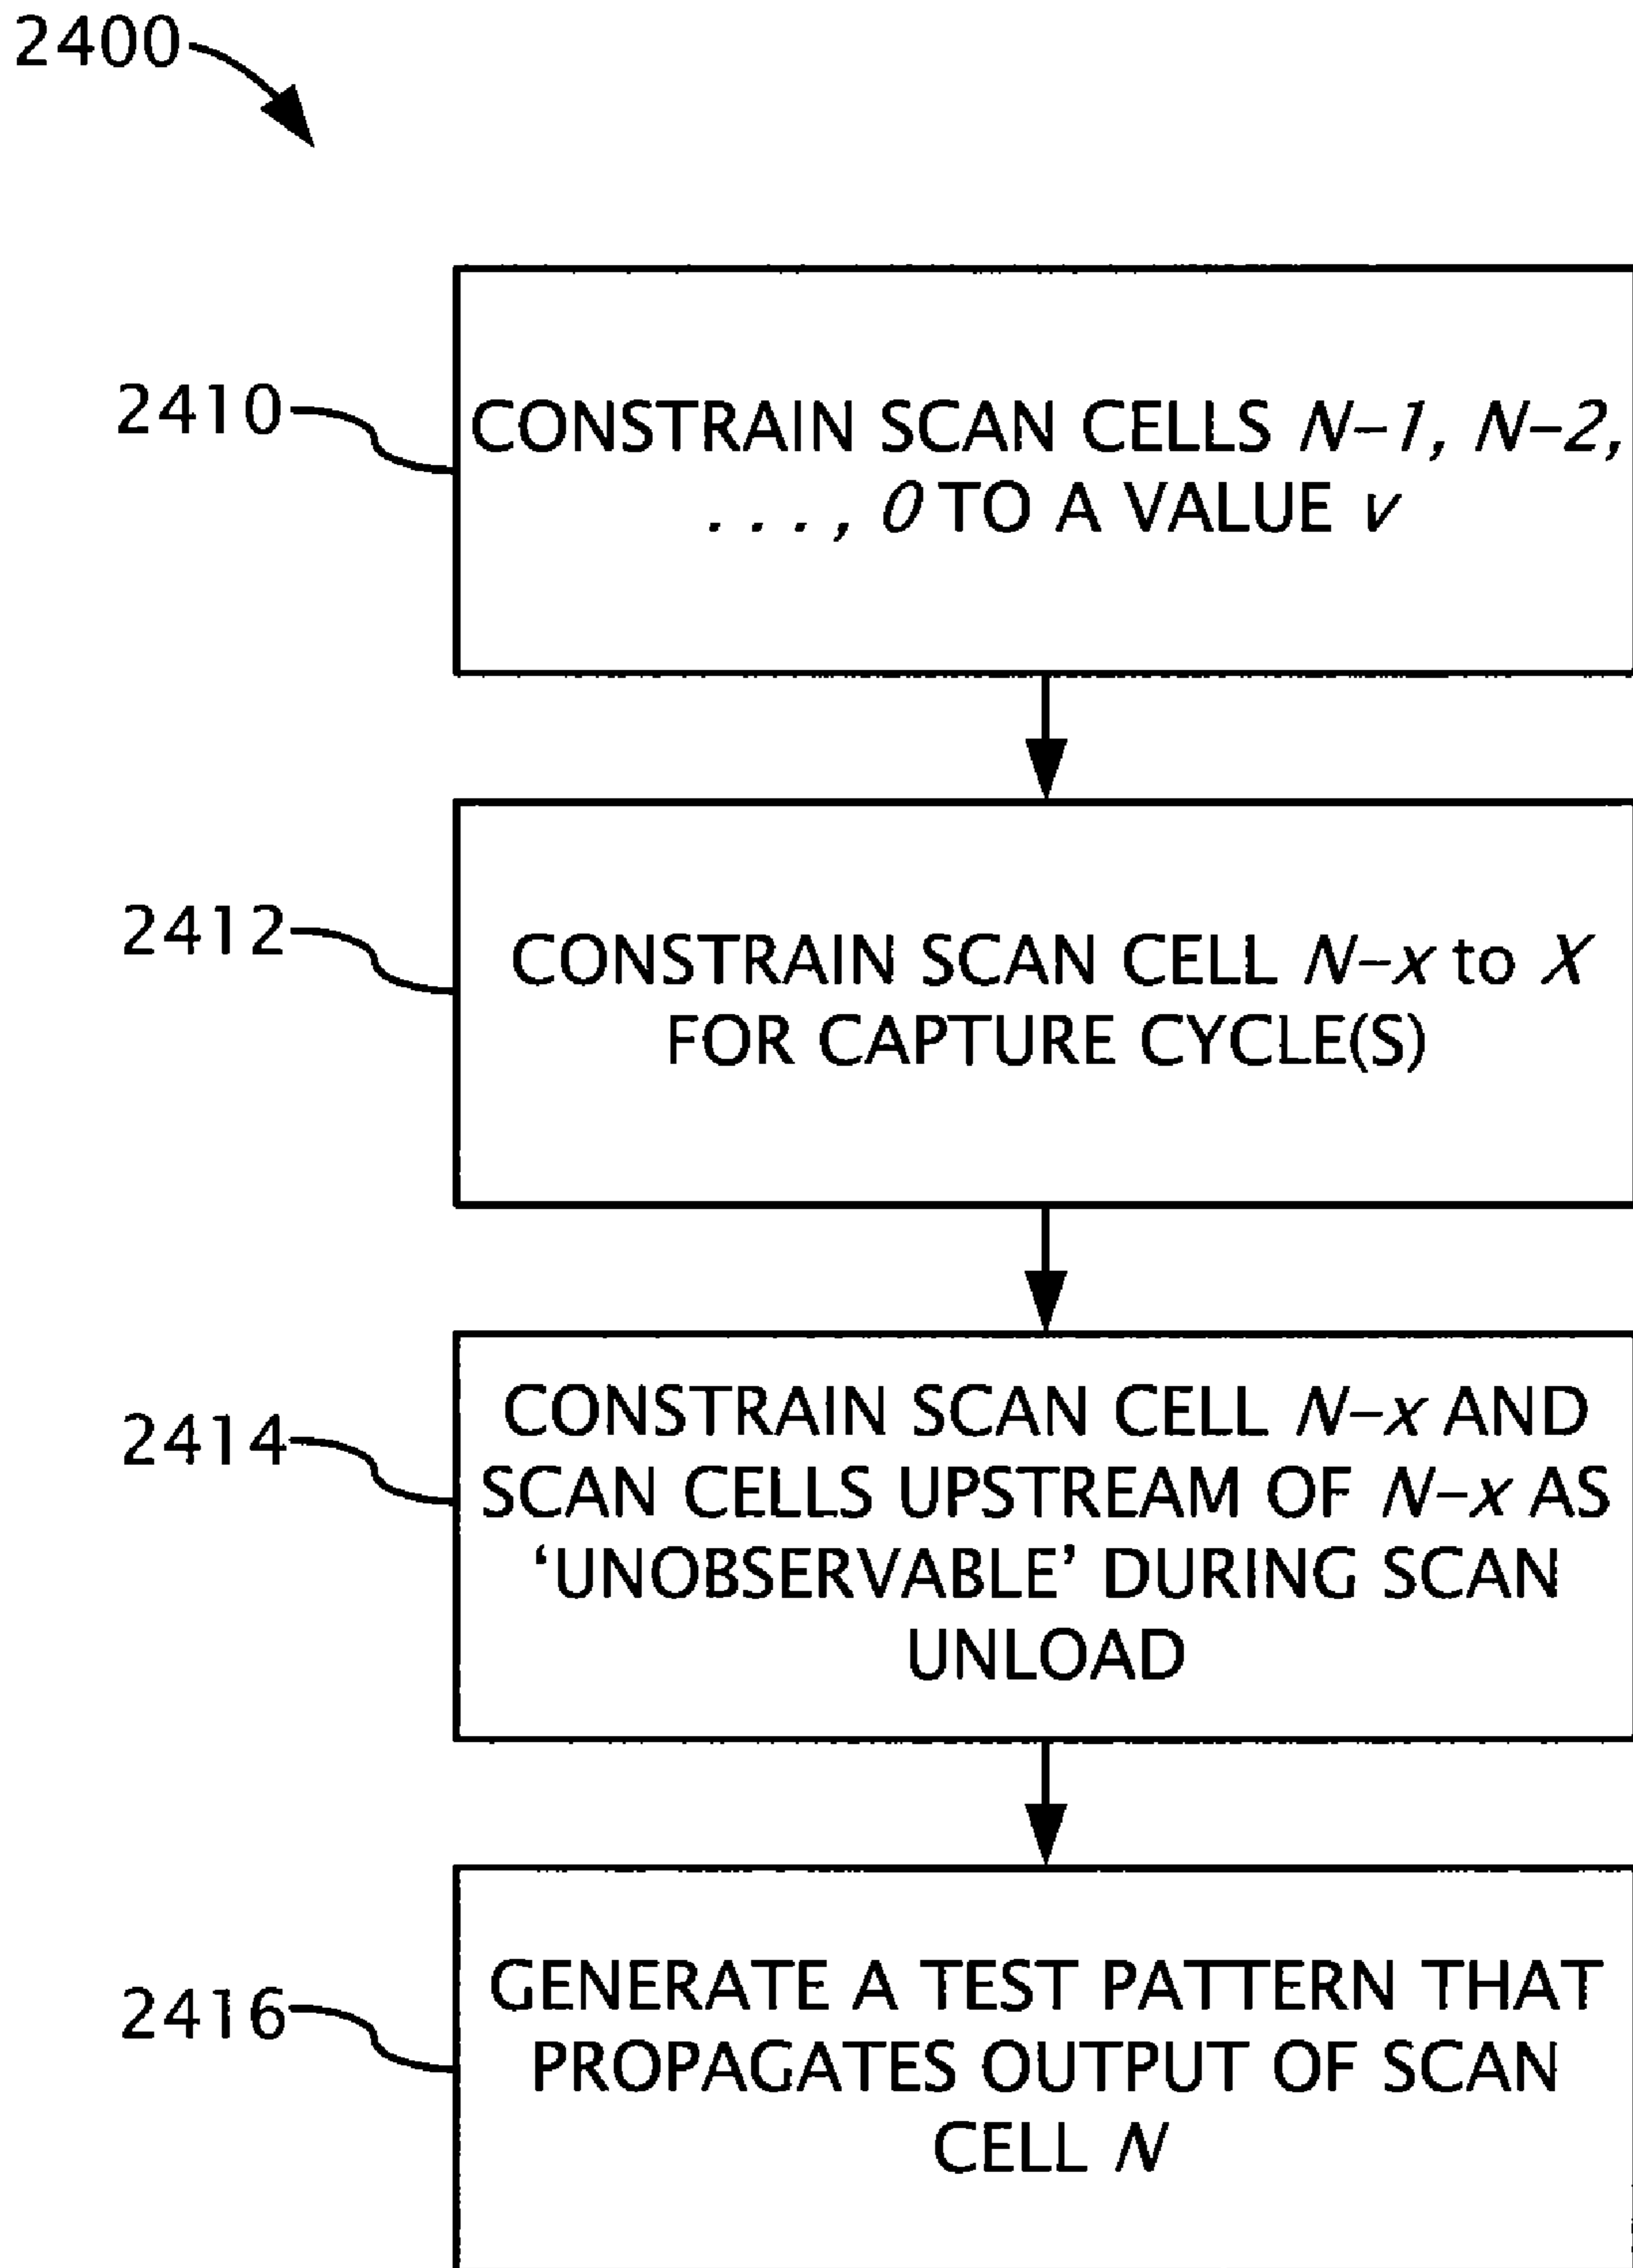 2400
2410
CONSTRAIN SCAN CELLS N–1, N–2,
. . . , 0 TO A VALUE v
2412
CONSTRAIN SCAN CELL N–x to X
FOR CAPTURE CYCLE(S)
2414
CONSTRAIN SCAN CELL N–x AND
SCAN CELLS UPSTREAM OF N–x AS
‘UNOBSERVABLE’ DURING SCAN
UNLOAD
2416
GENERATE A TEST PATTERN THAT
PROPAGATES OUTPUT OF SCAN
CELL N